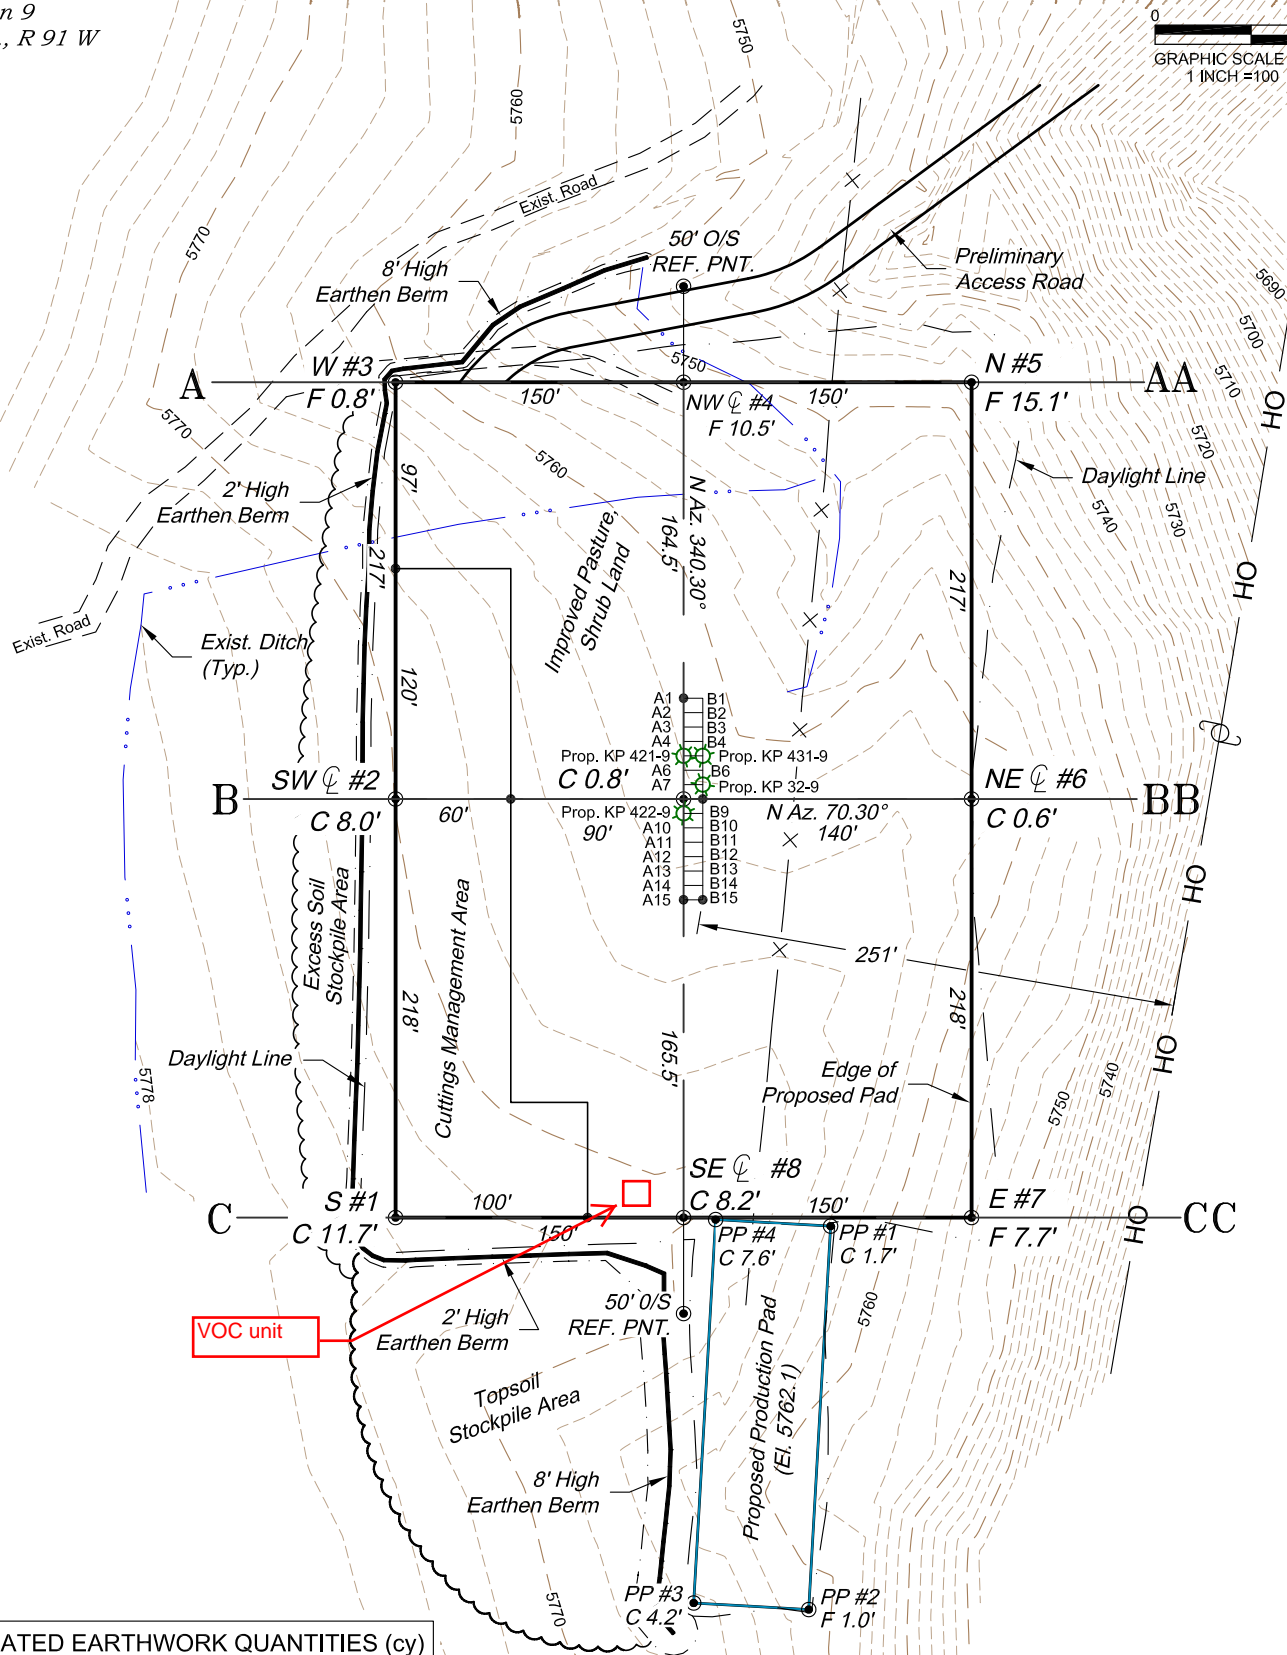 n 9
., R 91 W
0
GRAPHIC SCALE
1 INCH =100
5750
5760
5770
Exist. Road
8' High
Earthen Berm
50' O/S
REF. PNT.
Preliminary
Access Road
5690
5700
5710
5720
5730
5740
5750
W #3
A
F 0.8'
150'
NW ℄ #4
F 10.5'
150'
N #5
AA
F 15.1'
OH
5770
5760
97'
2' High
Earthen Berm
217'
N Az. 340.30°
164.5'
Improved Pasture,
Shrub Land
Daylight Line
217'
OH
Exist. Road
Exist. Ditch
(Typ.)
120'
A1
A2
A3
A4
Prop. KP 421-9
A6
A7
Prop. KP 422-9
A10
A11
A12
A13
A14
A15
B1
B2
B3
B4
Prop. KP 431-9
B6
Prop. KP 32-9
B9
B10
B11
B12
B13
B14
B15
SW ℄ #2
B
C 8.0'
60'
C 0.8'
90'
N Az. 70.30°
140'
NE ℄ #6
BB
C 0.6'
OH
Excess Soil
Stockpile Area
Cuttings Management Area
218'
251'
218'
165.5'
Daylight Line
5778
Edge of
Proposed Pad
5750
5740
OH
S #1
C
C 11.7'
100'
150'
SE ℄ #8
C 8.2'
150'
E #7
CC
F 7.7'
OH
PP #4
C 7.6'
PP #1
C 1.7'
VOC unit
2' High
Earthen Berm
50' 0/S
REF. PNT.
5760
Topsoil
Stockpile Area
Proposed Production Pad
(El. 5762.1)
8' High
Earthen Berm
5770
PP #3
C 4.2'
PP #2
F 1.0'
ATED EARTHWORK QUANTITIES (cy)